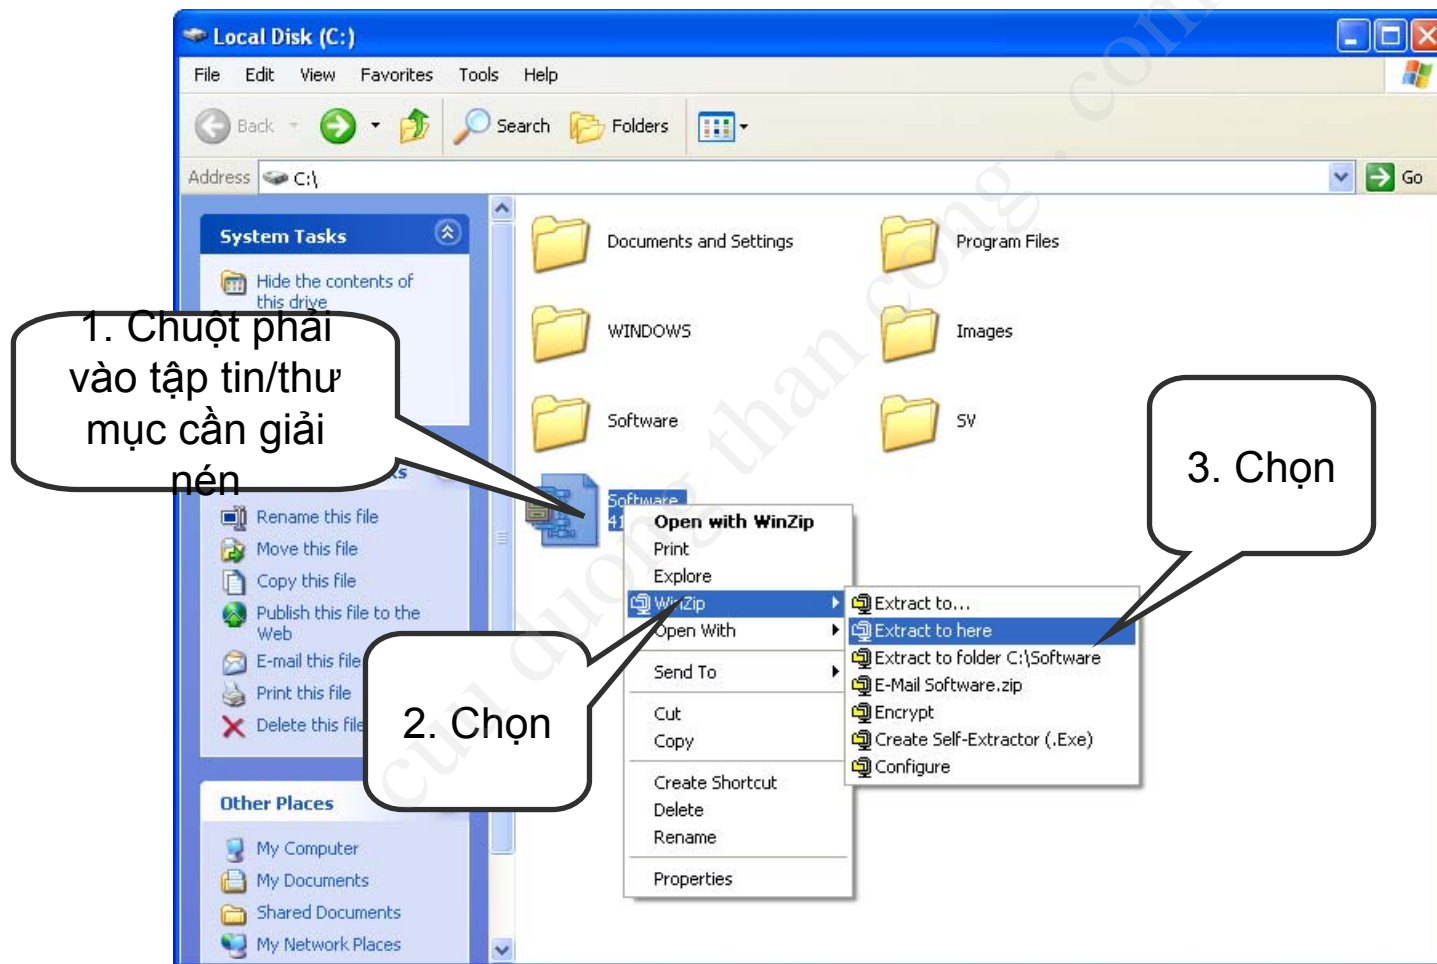 Local Disk (C:)
File Edit View Favorites Tools Help
Back Search Folders
Address C:\ Go
System Tasks
Hide the contents of
this drive
Documents and Settings
Program Files
WINDOWS
Images
Software
SV
1. Chuột phải
vào tập tin/thư
mục cần giải
nén
Rename this file
Move this file
Copy this file
Publish this file to the
Web
E-mail this file
Print this file
Delete this file
Other Places
My Computer
My Documents
Shared Documents
My Network Places
Software
Open with WinZip
Print
Explore
WinZip
Open With
Send To
Cut
Copy
Create Shortcut
Delete
Rename
Properties
2. Chọn
Extract to...
Extract to here
Extract to folder C:\Software
E-Mail Software.zip
Encrypt
Create Self-Extractor (.Exe)
Configure
3. Chọn
cuu duong than cong . com